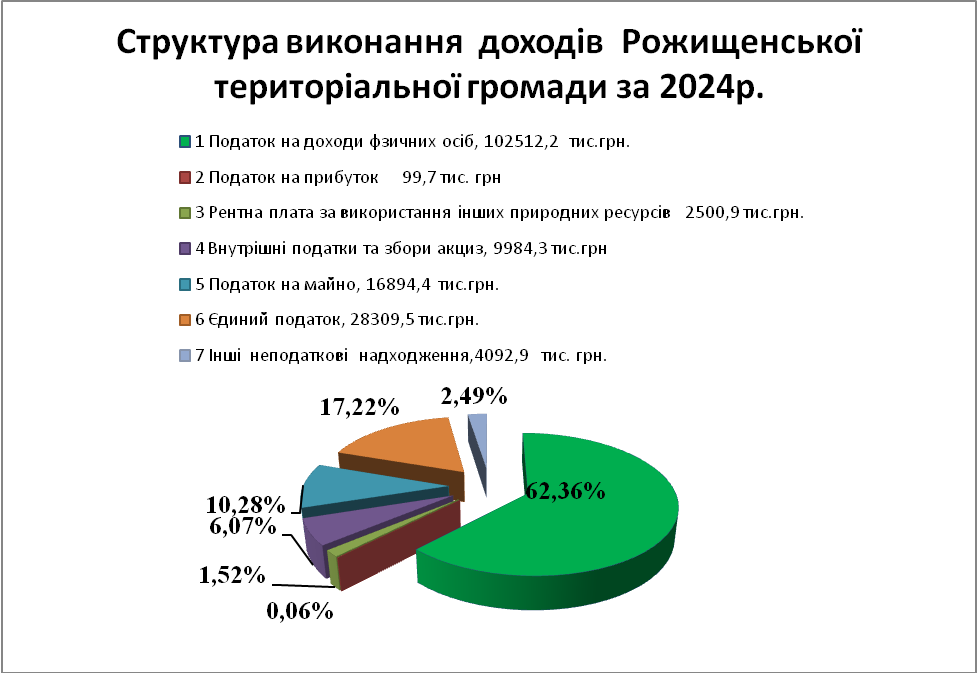 Структура виконання доходів Рожищенської
територіальної громади за 2024р.
1 Податок на доходи фзичних осіб, 102512,2 тис.грн.
2 Податок на прибуток 99,7 тис. грн
3 Рентна плата за використання інших природних ресурсів 2500,9 тис.грн.
4 Внутрішні податки та збори акциз, 9984,3 тис.грн
5 Податок на майно, 16894,4 тис.грн.
6 Єдиний податок, 28309,5 тис.грн.
7 Інші неподаткові надходження,4092,9 тис. грн.
2,49%
17,22%
62,36%
10,28%
6,07%
1,52%
0,06%